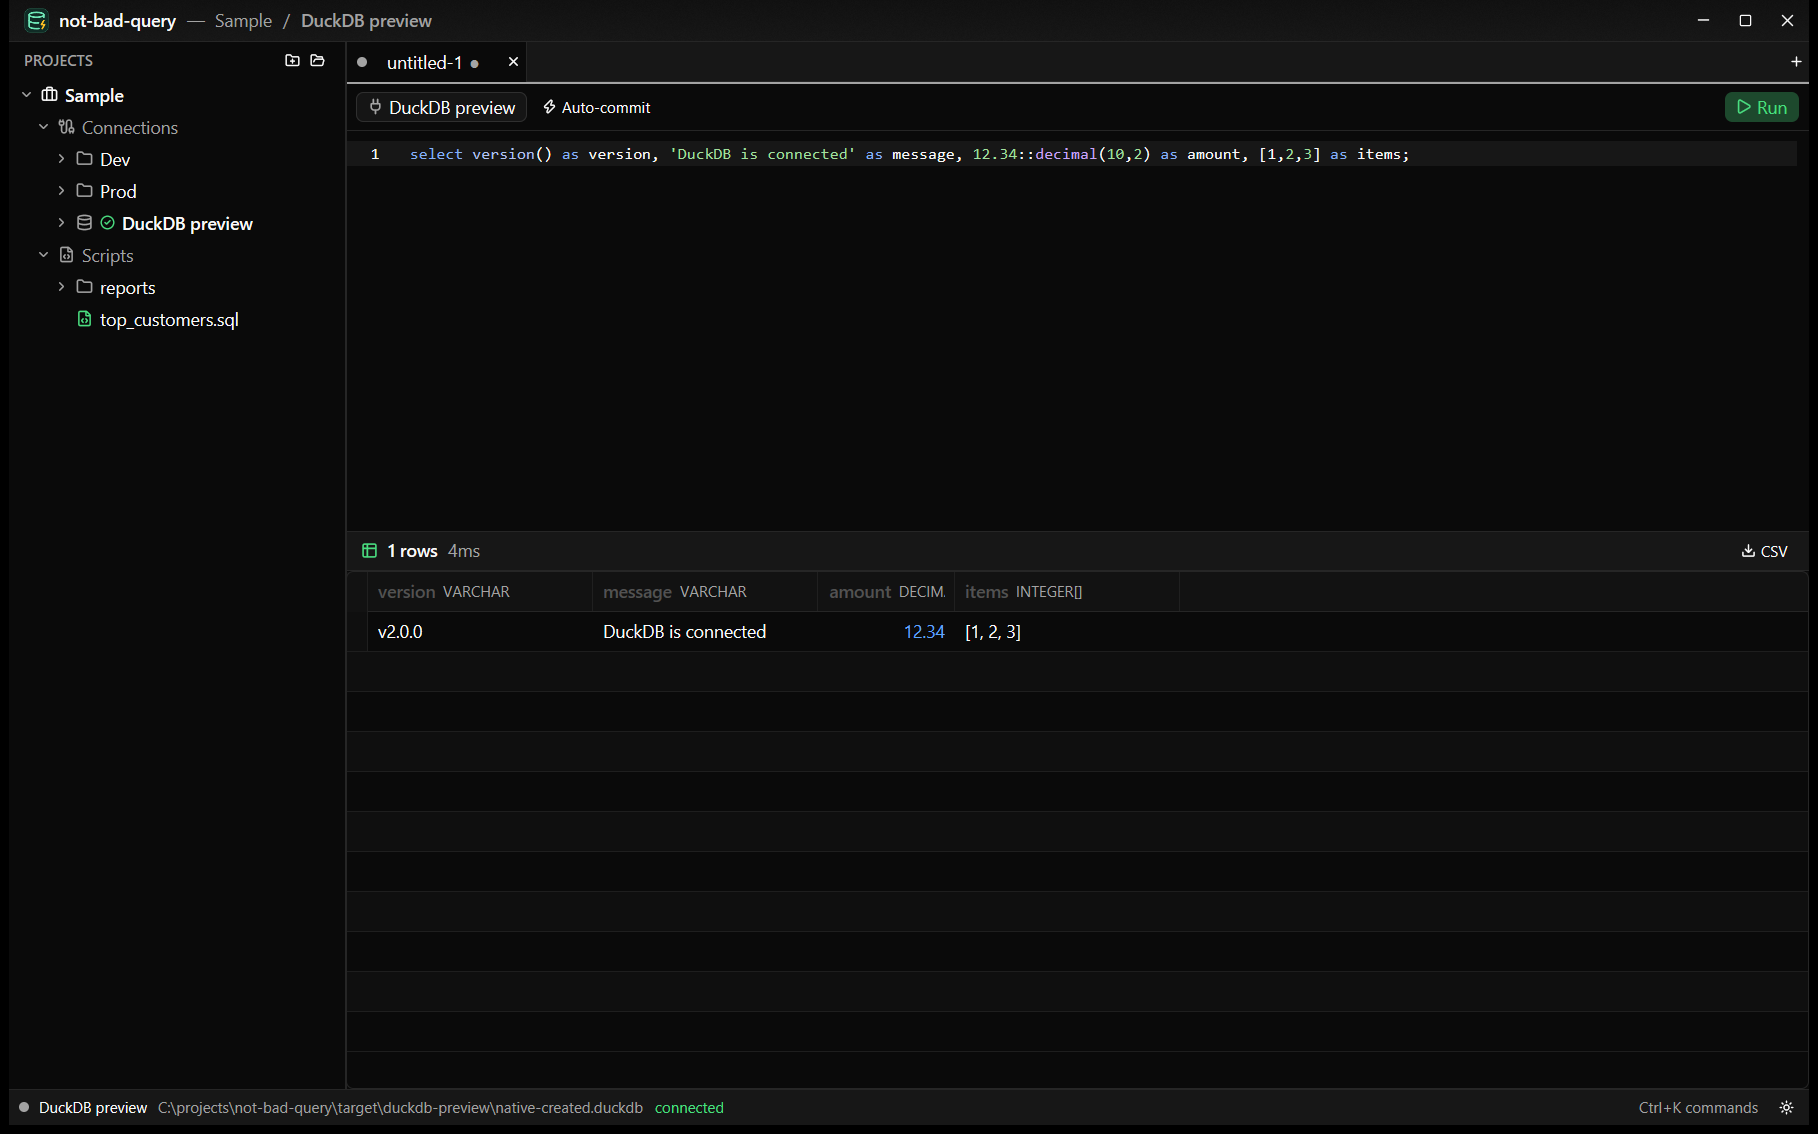 not-bad-query — Sample / DuckDB preview
PROJECTS
Sample
Connections
Dev
Prod
DuckDB preview
Scripts
reports
top_customers.sql
untitled-1
DuckDB preview Auto-commit Run
1 select version() as version, 'DuckDB is connected' as message, 12.34::decimal(10,2) as amount, [1,2,3] as items;
1 rows 4ms CSV
version VARCHAR message VARCHAR amount DECIM. items INTEGER[]
v2.0.0 DuckDB is connected 12.34 [1, 2, 3]
DuckDB preview C:\projects\not-bad-query\target\duckdb-preview\native-created.duckdb connected Ctrl+K commands